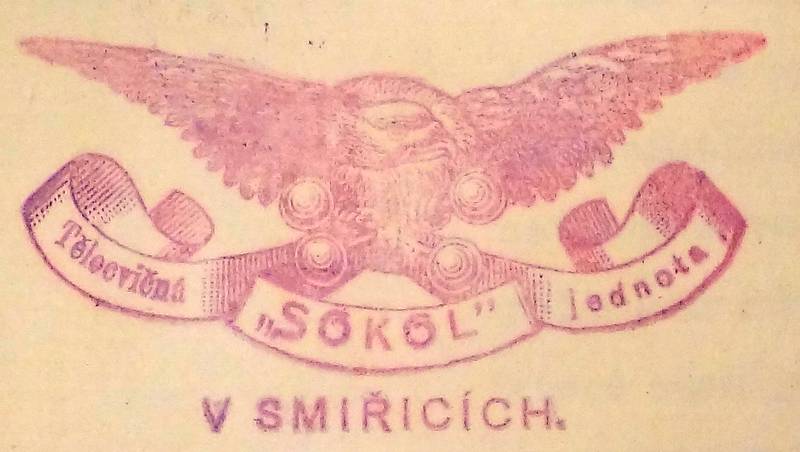 Tělocvičná „SOKOL” jednota
V SMIŘICÍCH.